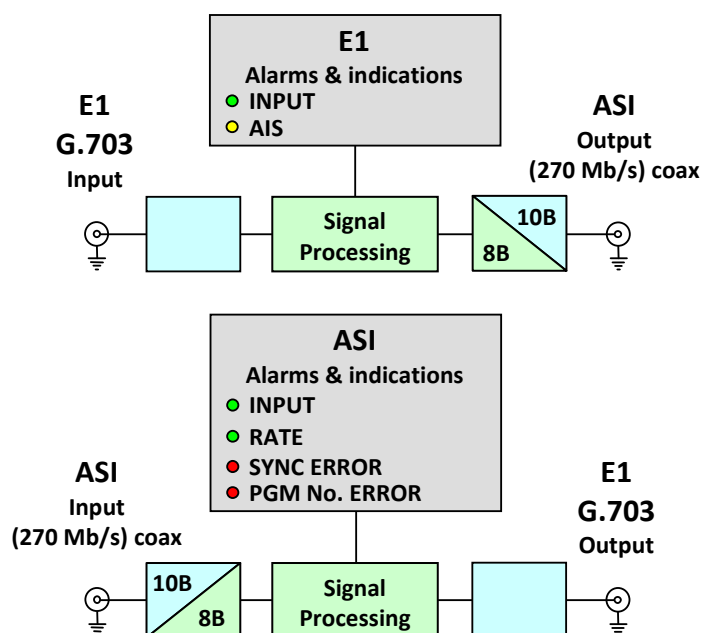 E1
Alarms & indications
INPUT
AIS
E1
G.703
Input
ASI
Output
(270 Mb/s) coax
Signal
Processing
10B
8B
ASI
Alarms & indications
INPUT
RATE
SYNC ERROR
PGM No. ERROR
ASI
Input
(270 Mb/s) coax
E1
G.703
Output
10B
8B
Signal
Processing